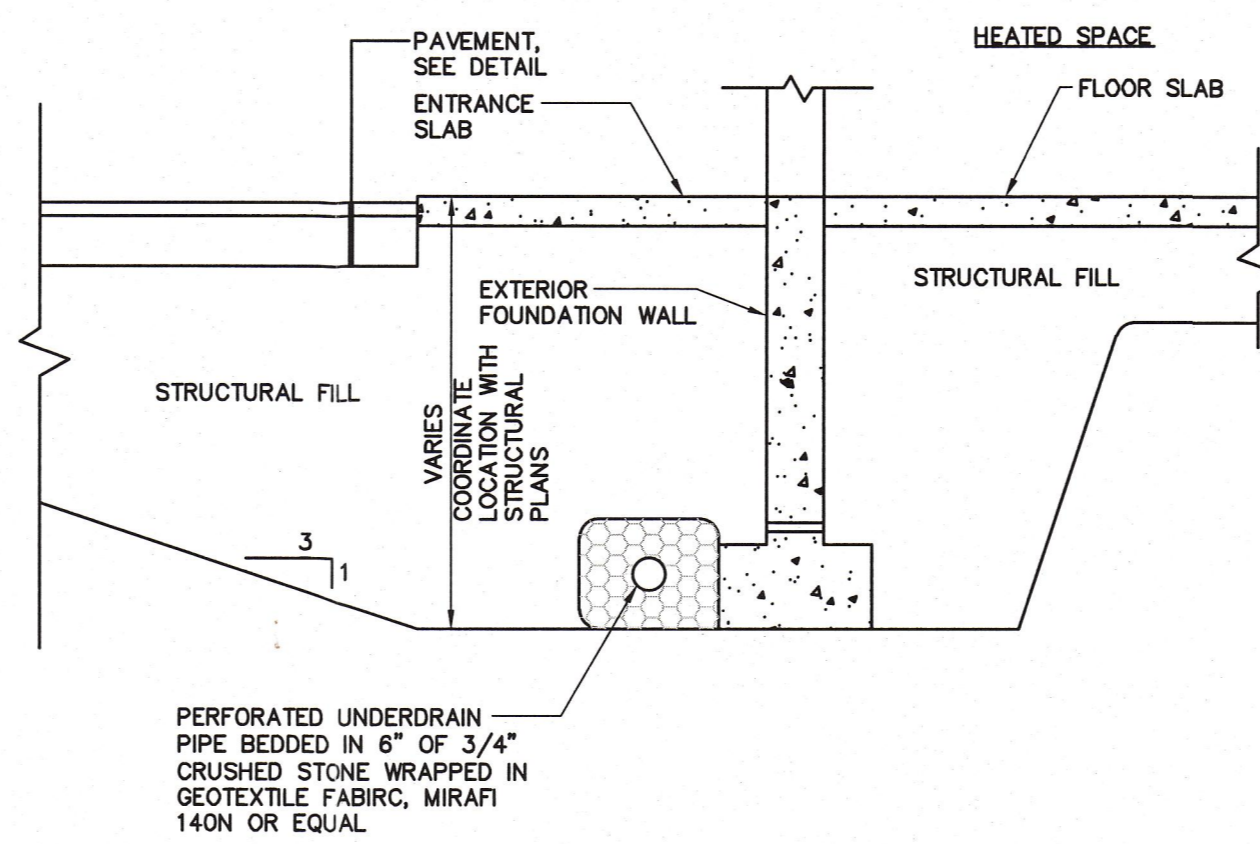 PAVEMENT,
SEE DETAIL
ENTRANCE
SLAB
HEATED SPACE
FLOOR SLAB
EXTERIOR
FOUNDATION WALL
STRUCTURAL FILL
STRUCTURAL FILL
VARIES
COORDINATE
LOCATION WITH
STRUCTURAL
PLANS
3
1
PERFORATED UNDERDRAIN
PIPE BEDDED IN 6" OF 3/4"
CRUSHED STONE WRAPPED IN
GEOTEXTILE FABIRC, MIRAFI
140N OR EQUAL